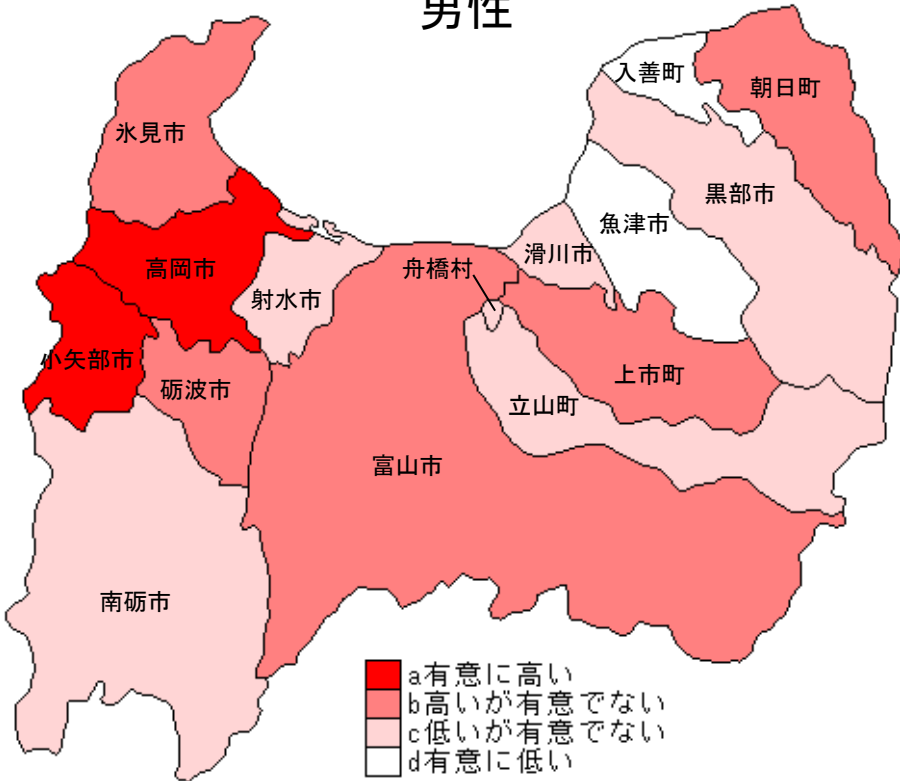 男性
入善町
朝日町
氷見市
黒部市
魚津市
滑川市
高岡市
舟橋村
射水市
小矢部市
砺波市
上市町
立山町
富山市
南砺市
a有意に高い
b高いが有意でない
c低いが有意でない
d有意に低い